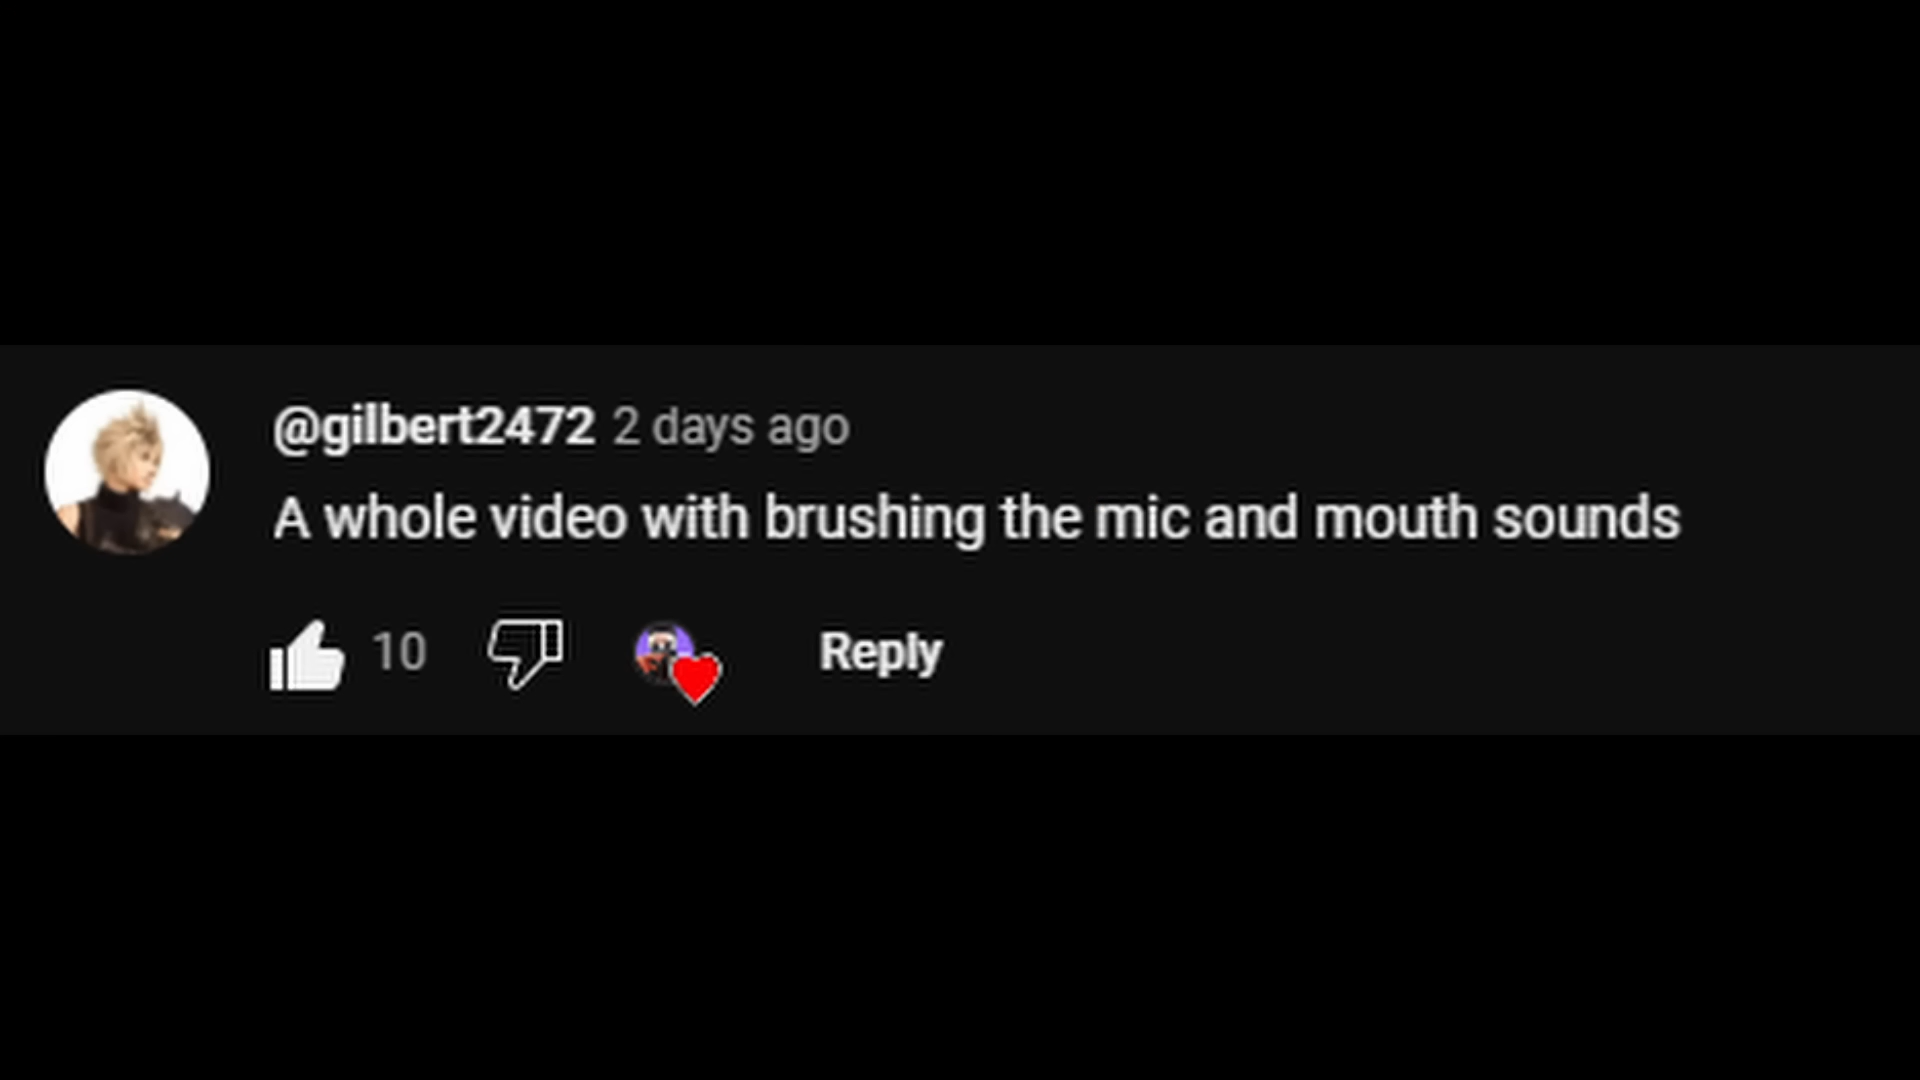 @gilbert2472 2 days ago
A whole video with brushing the mic and mouth sounds
10 Reply